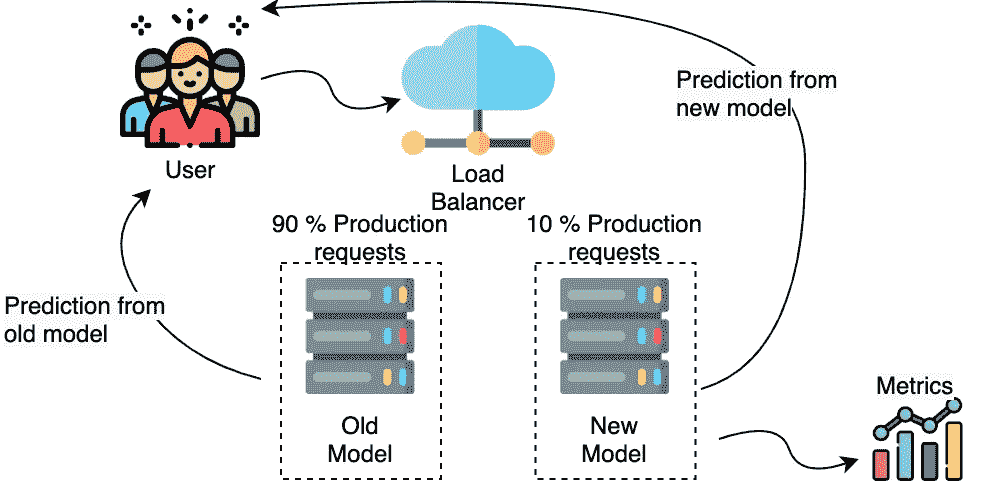 User
Load
Balancer
Prediction from
new model
90 % Production
requests
10 % Production
requests
Prediction from
old model
Old
Model
New
Model
Metrics